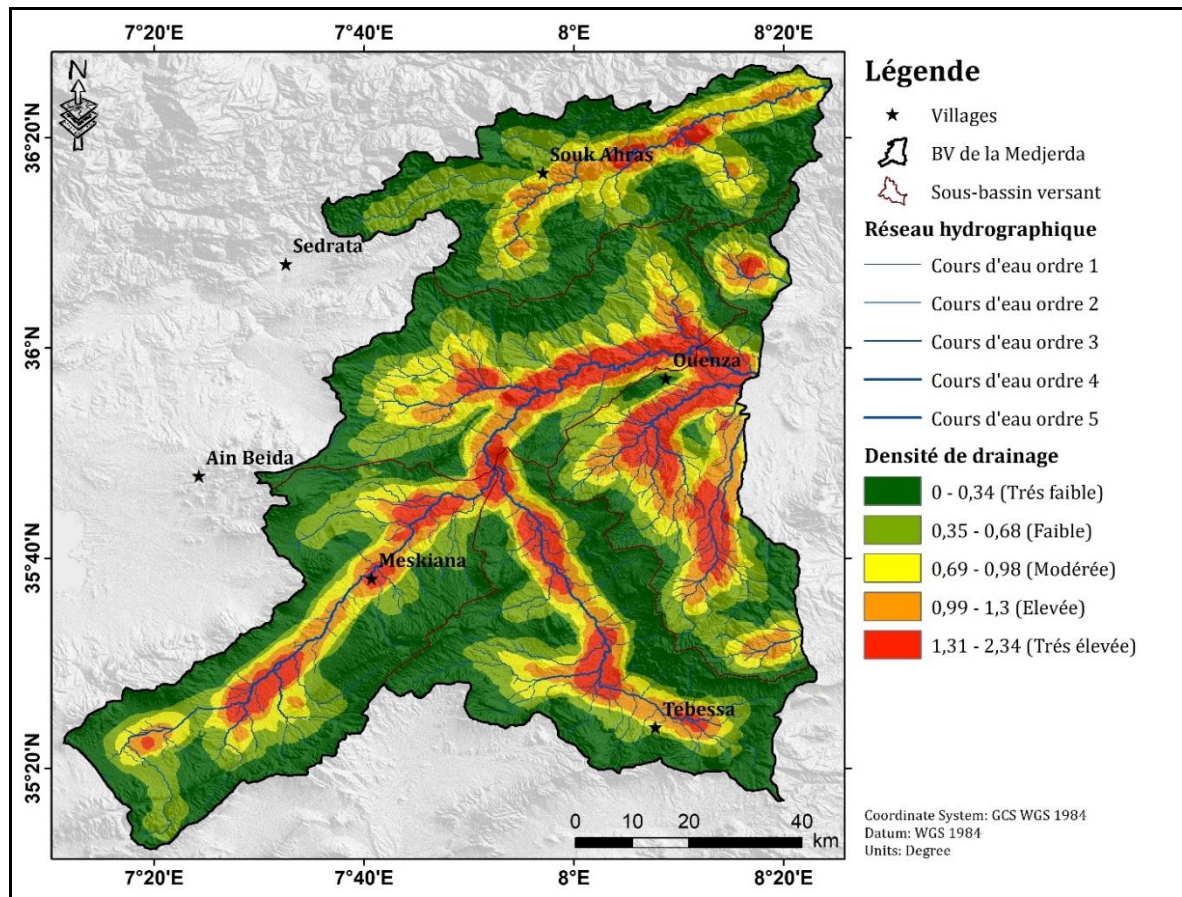 7°20'E 7°40'E 8°E 8°20'E
N
36°20'N
36°N
35°40'N
35°20'N
Souk Ahras
Sedrata
Ouenza
Ain Beida
Meskiana
Tebessa
0 10 20 40
km
7°20'E 7°40'E 8°E 8°20'E
Légende
Villages
BV de la Medjerda
Sous-bassin versant
Réseau hydrographique
Cours d'eau ordre 1
Cours d'eau ordre 2
Cours d'eau ordre 3
Cours d'eau ordre 4
Cours d'eau ordre 5
Densité de drainage
0 - 0,34 (Trés faible)
0,35 - 0,68 (Faible)
0,69 - 0,98 (Modérée)
0,99 - 1,3 (Elevée)
1,31 - 2,34 (Trés élevée)
Coordinate System: GCS WGS 1984
Datum: WGS 1984
Units: Degree